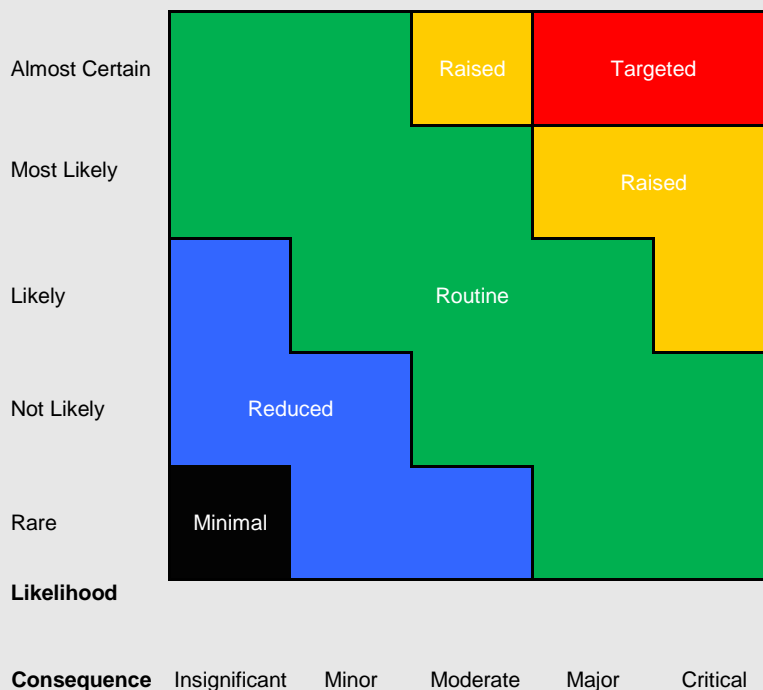 Almost Certain Raised Targeted
Most Likely Raised
Likely Routine
Not Likely Reduced
Rare Minimal
Likelihood
Consequence Insignificant Minor Moderate Major Critical